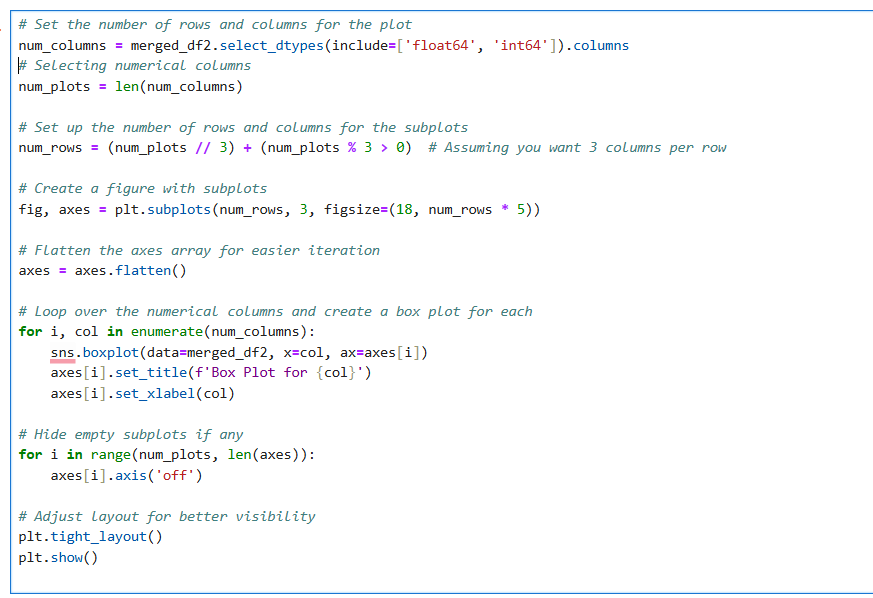 # Set the number of rows and columns for the plot
num_columns = merged_df2.select_dtypes(include=['float64', 'int64']).columns
# Selecting numerical columns
num_plots = len(num_columns)

# Set up the number of rows and columns for the subplots
num_rows = (num_plots // 3) + (num_plots % 3 > 0)  # Assuming you want 3 columns per row

# Create a figure with subplots
fig, axes = plt.subplots(num_rows, 3, figsize=(18, num_rows * 5))

# Flatten the axes array for easier iteration
axes = axes.flatten()

# Loop over the numerical columns and create a box plot for each
for i, col in enumerate(num_columns):
    sns.boxplot(data=merged_df2, x=col, ax=axes[i])
    axes[i].set_title(f'Box Plot for {col}')
    axes[i].set_xlabel(col)

# Hide empty subplots if any
for i in range(num_plots, len(axes)):
    axes[i].axis('off')

# Adjust layout for better visibility
plt.tight_layout()
plt.show()